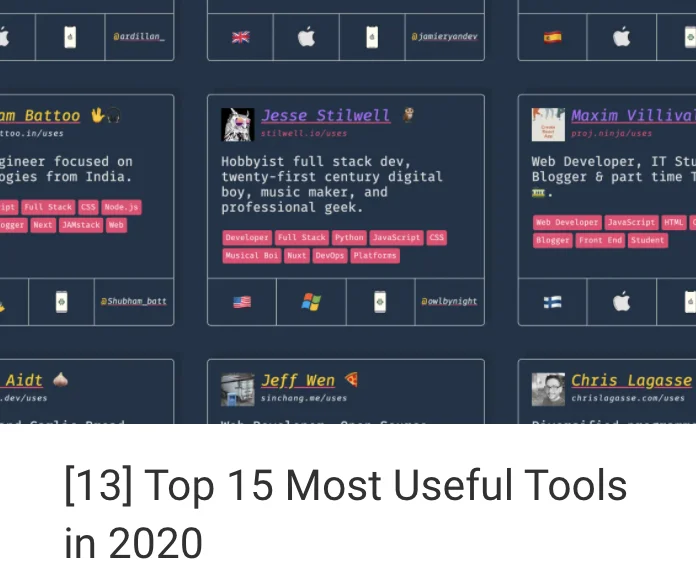 @ardillan_
@jamieryandev
am Battoo
ttoo.in/uses
gineer focused on
ogies from India.
ipt Full Stack CSS Node.js
ogger Next JAMstack Web
@Shubham_batt
Jesse Stilwell
stilwell.io/uses
Hobbyist full stack dev,
twenty-first century digital
boy, music maker, and
professional geek.
Developer Full Stack Python JavaScript CSS
Musical Boi Nuxt DevOps Platforms
@owlbynight
Maxim Villiva
proj.ninja/uses
Web Developer, IT Stu
Blogger & part time T
.
Web Developer JavaScript HTML
Blogger Front End Student
Aidt
.dev/uses
Jeff Wen
sinchang.me/uses
Chris Lagasse
chrislagasse.com/uses
[13] Top 15 Most Useful Tools
in 2020